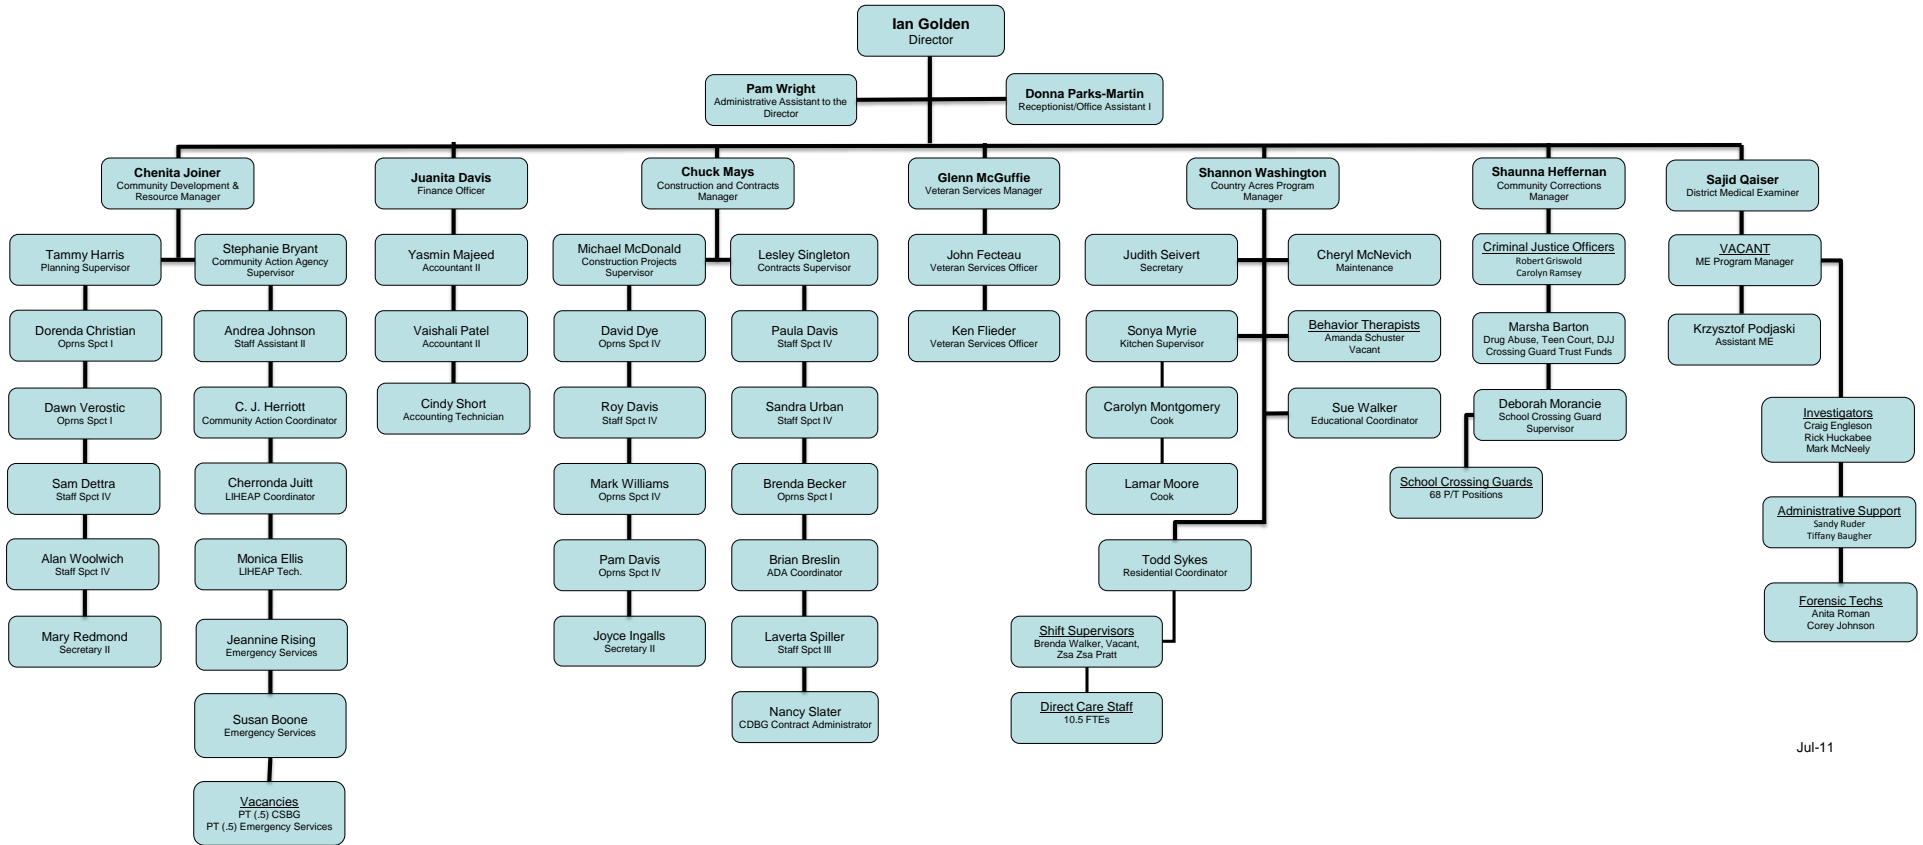 Ian Golden
Director
Pam Wright
Administrative Assistant to the
Director
Donna Parks-Martin
Receptionist/Office Assistant I
Chenita Joiner
Community Development &
Resource Manager
Juanita Davis
Finance Officer
Chuck Mays
Construction and Contracts
Manager
Glenn McGuffie
Veteran Services Manager
Shannon Washington
Country Acres Program
Manager
Shaunna Heffernan
Community Corrections
Manager
Sajid Qaiser
District Medical Examiner
Tammy Harris
Planning Supervisor
Dorenda Christian
Oprns Spct I
Dawn Verostic
Oprns Spct I
Sam Dettra
Staff Spct IV
Alan Woolwich
Staff Spct IV
Mary Redmond
Secretary II
Stephanie Bryant
Community Action Agency
Supervisor
Andrea Johnson
Staff Assistant II
C. J. Herriott
Community Action Coordinator
Cherronda Juitt
LIHEAP Coordinator
Monica Ellis
LIHEAP Tech.
Jeannine Rising
Emergency Services
Susan Boone
Emergency Services
Vacancies
PT (.5) CSBG
PT (.5) Emergency Services
Yasmin Majeed
Accountant II
Vaishali Patel
Accountant II
Cindy Short
Accounting Technician
Michael McDonald
Construction Projects
Supervisor
David Dye
Oprns Spct IV
Roy Davis
Staff Spct IV
Mark Williams
Oprns Spct IV
Pam Davis
Oprns Spct IV
Joyce Ingalls
Secretary II
Lesley Singleton
Contracts Supervisor
Paula Davis
Staff Spct IV
Sandra Urban
Staff Spct IV
Brenda Becker
Oprns Spct I
Brian Breslin
ADA Coordinator
Laverta Spiller
Staff Spct III
Nancy Slater
CDBG Contract Administrator
John Fecteau
Veteran Services Officer
Ken Flieder
Veteran Services Officer
Judith Seivert
Secretary
Cheryl McNevich
Maintenance
Sonya Myrie
Kitchen Supervisor
Behavior Therapists
Amanda Schuster
Vacant
Carolyn Montgomery
Cook
Sue Walker
Educational Coordinator
Lamar Moore
Cook
Todd Sykes
Residential Coordinator
Shift Supervisors
Brenda Walker, Vacant,
Zsa Zsa Pratt
Direct Care Staff
10.5 FTEs
Criminal Justice Officers
Robert Griswold
Carolyn Ramsey
Marsha Barton
Drug Abuse, Teen Court, DJJ
Crossing Guard Trust Funds
Deborah Morancie
School Crossing Guard
Supervisor
School Crossing Guards
68 P/T Positions
VACANT
ME Program Manager
Krzysztof Podjaski
Assistant ME
Investigators
Craig Engleson
Rick Huckabee
Mark McNeely
Administrative Support
Sandy Ruder
Tiffany Baugher
Forensic Techs
Anita Roman
Corey Johnson
Jul-11